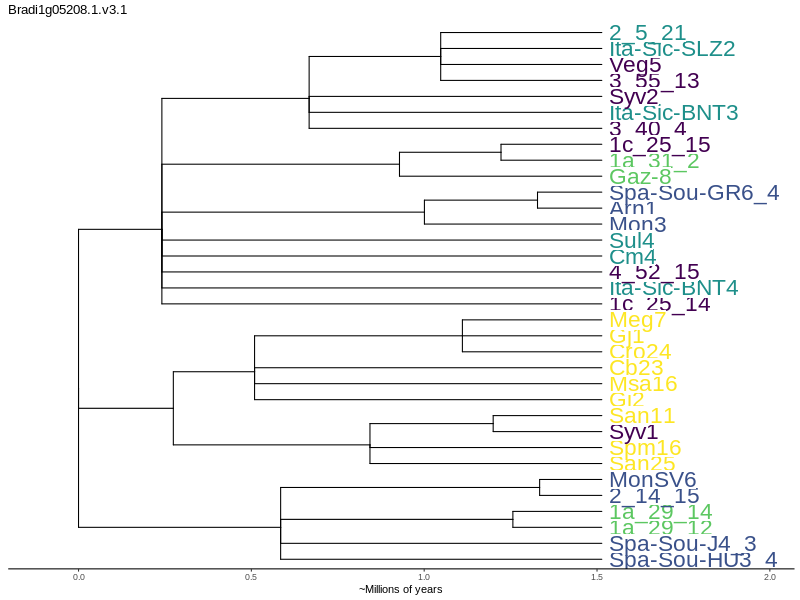 Bradi1g05208.1.v3.1
2_5_21
Ita-Sic-SLZ2
Veg5
3_55_13
Syv2
Ita-Sic-BNT3
3_40_4
1c_25_15
1a_31_2
Gaz-8
Spa-Sou-GR6_4
Arn1
Mon3
Sul4
Cm4
4_52_15
Ita-Sic-BNT4
1c_25_14
Meg7
Gj1
Cro24
Cb23
Msa16
Gi2
San11
Syv1
Spm16
San25
MonSV6
2_14_15
1a_29_14
1a_29_12
Spa-Sou-J4_3
Spa-Sou-HU3_4
0.0 0.5 1.0 1.5 2.0
~Millions of years